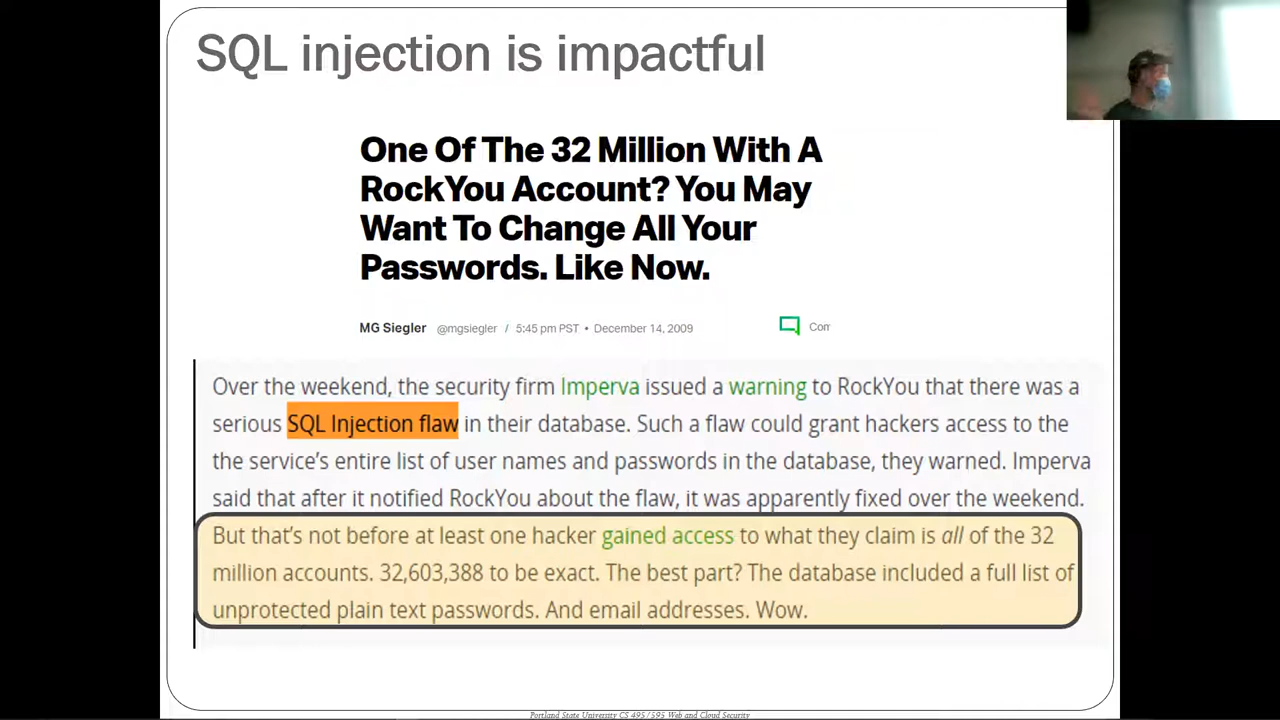 SQL injection is impactful
One Of The 32 Million With A
RockYou Account? You May
Want To Change All Your
Passwords. Like Now.
MG Siegler @mgsiegler / 5:45 pm PST • December 14, 2009 Com
Over the weekend, the security firm Imperva issued a warning to RockYou that there was a
serious SQL Injection flaw in their database. Such a flaw could grant hackers access to the
the service's entire list of user names and passwords in the database, they warned. Imperva
said that after it notified RockYou about the flaw, it was apparently fixed over the weekend.
But that's not before at least one hacker gained access to what they claim is all of the 32
million accounts. 32,603,388 to be exact. The best part? The database included a full list of
unprotected plain text passwords. And email addresses. Wow.
Portland State University CS 495/595 Web and Cloud Security